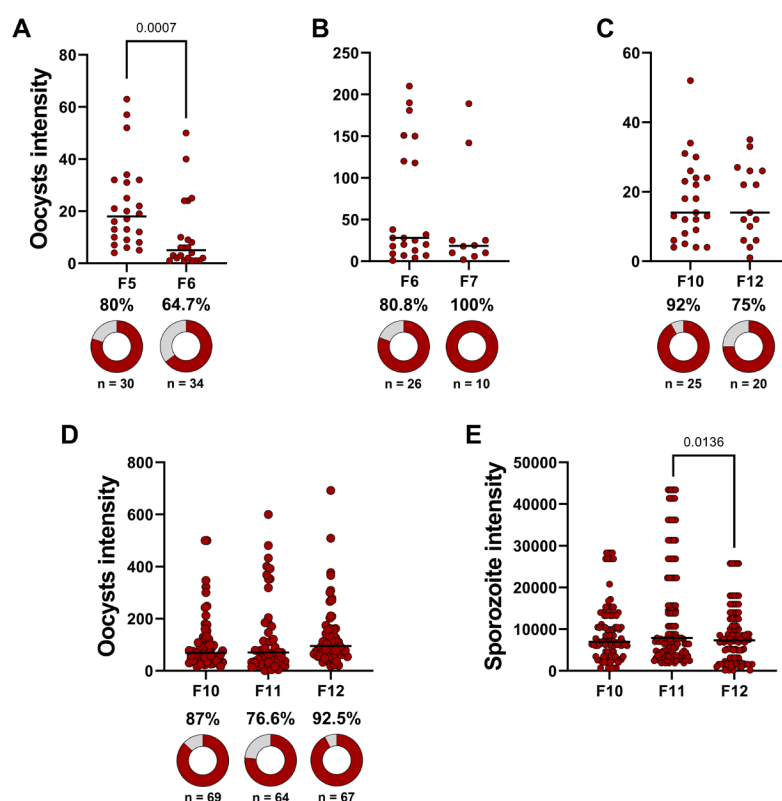 A
0.0007
Oocysts intensity
80
60
40
20
0
F5
F6
80%
64.7%
n = 30
n = 34
B
250
200
150
100
50
25
0
F6
F7
80.8%
100%
n = 26
n = 10
C
60
40
20
0
F10
F12
92%
75%
n = 25
n = 20
D
Oocysts intensity
800
600
400
200
0
F10
F11
F12
87%
76.6%
92.5%
n = 69
n = 64
n = 67
E
0.0136
Sporozoite intensity
50000
40000
30000
20000
10000
0
F10
F11
F12